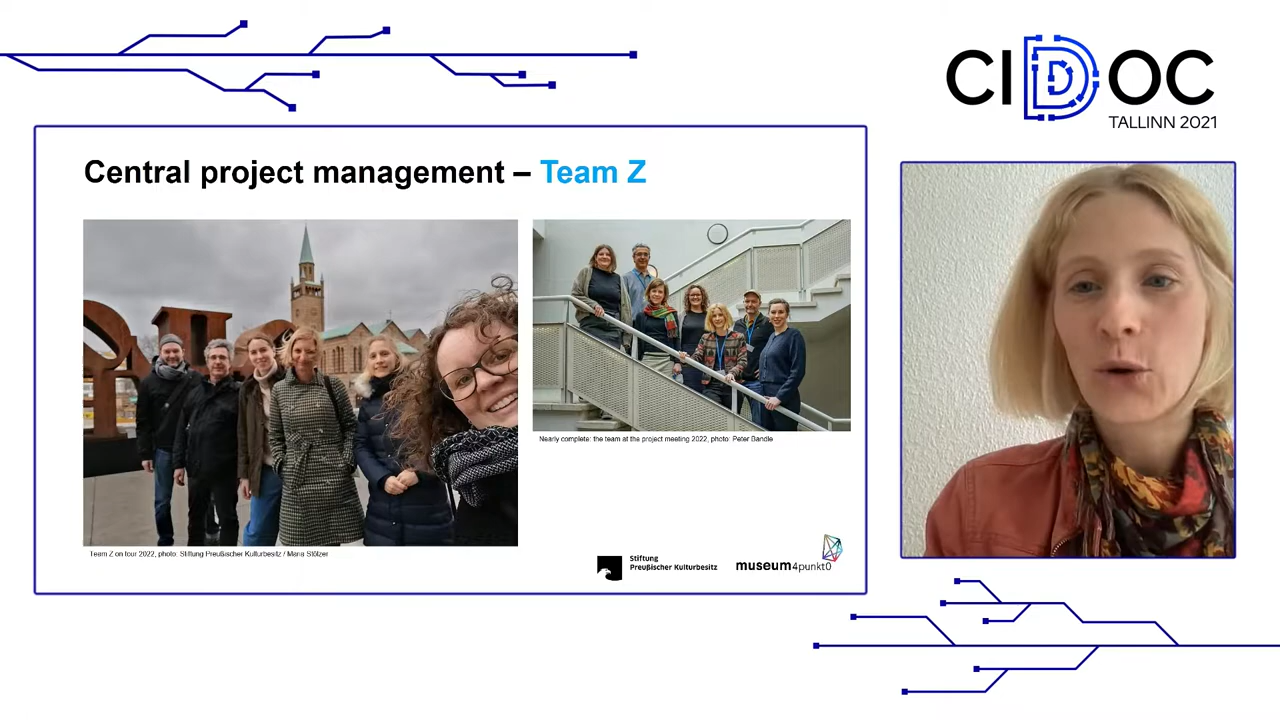 CIDOC
TALLINN 2021
Central project management – Team Z
Nearly complete: the team at the project meeting 2022, photo: Peter Bandle
Team Z on tour 2022, photo: Stiftung Preußischer Kulturbesitz / Maria Stölzer
Stiftung
Preußischer Kulturbesitz
museum4punkt0